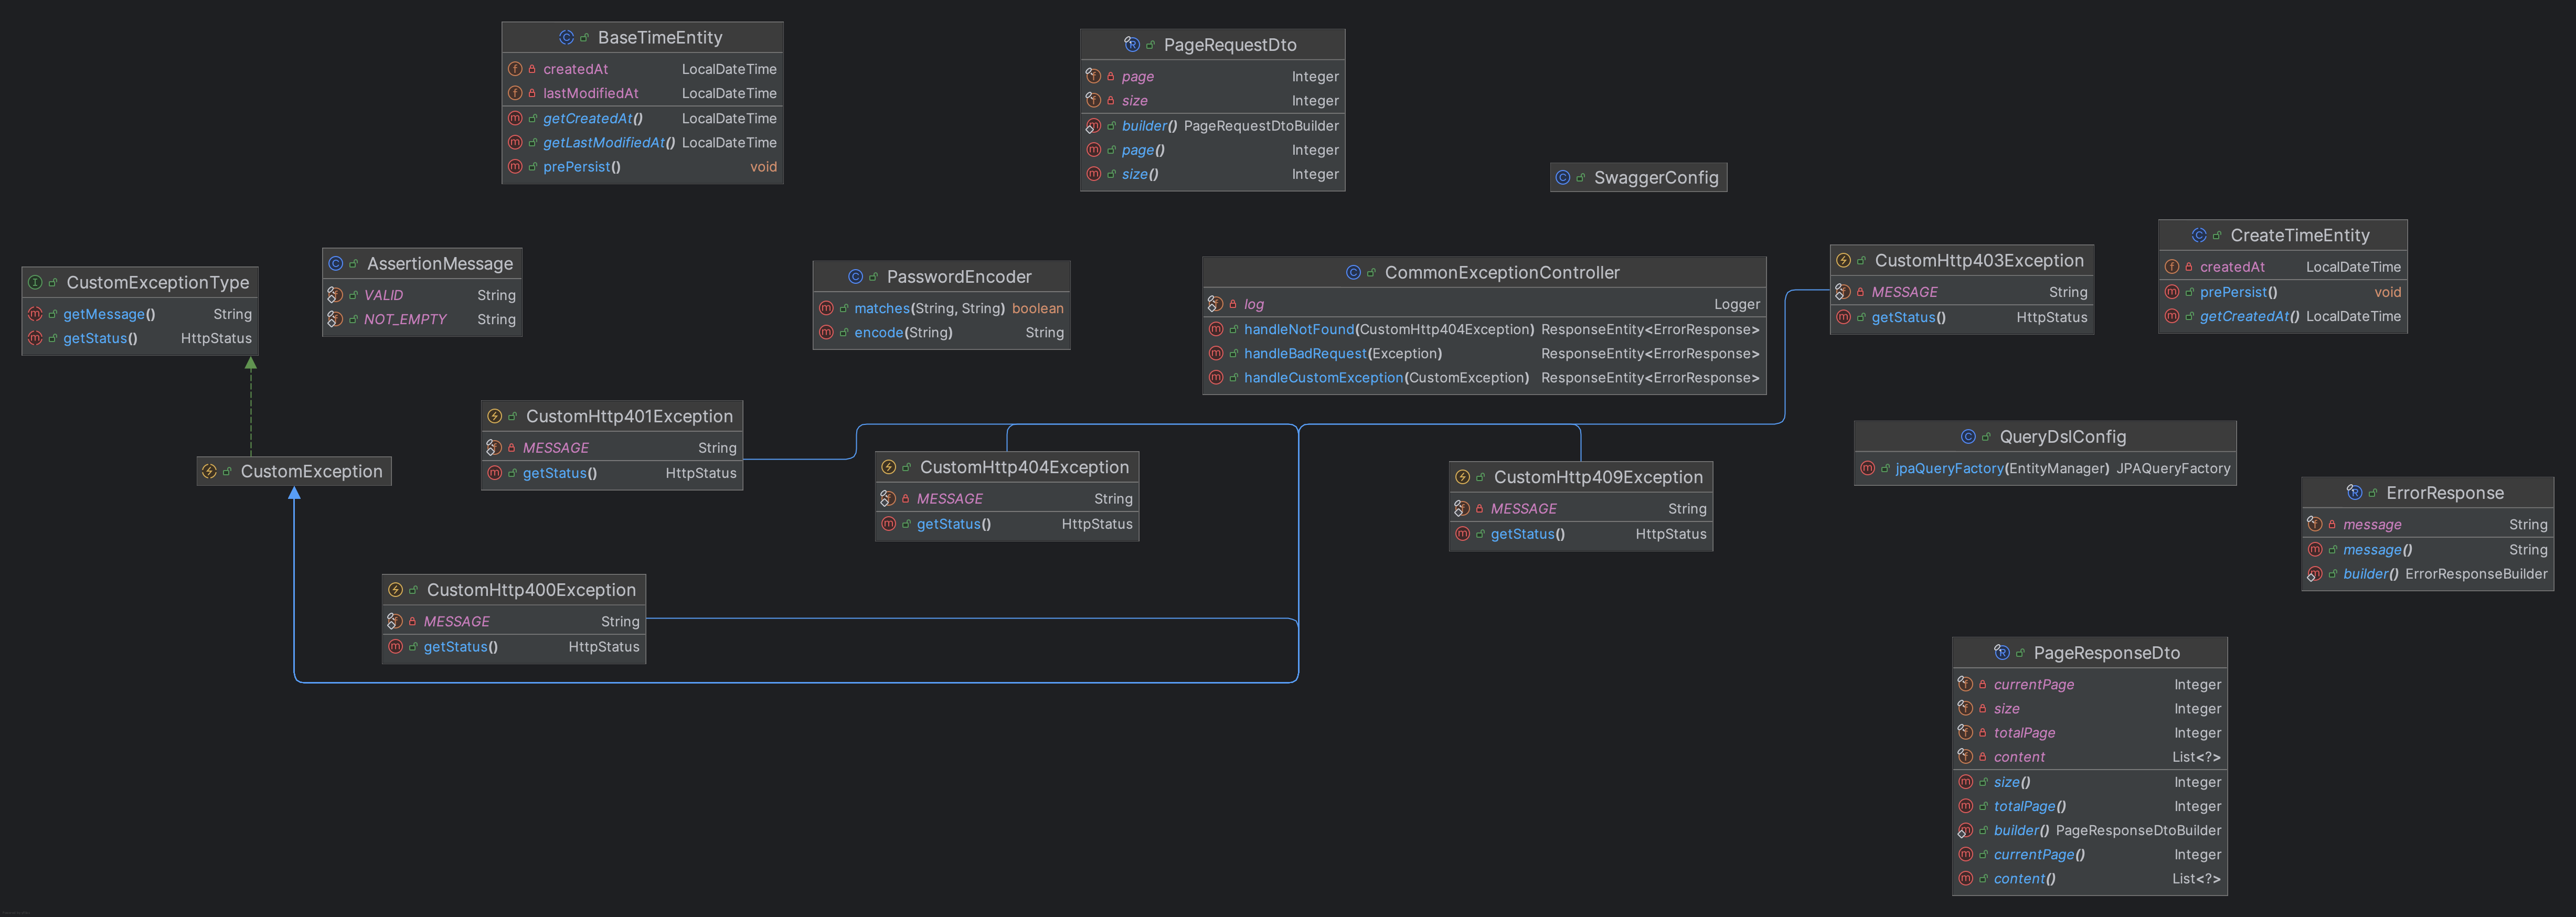 BaseTimeEntity
createdAt LocalDateTime
lastModifiedAt LocalDateTime
getCreatedAt() LocalDateTime
getLastModifiedAt() LocalDateTime
prePersist() void
PageRequestDto
page Integer
size Integer
builder() PageRequestDtoBuilder
page() Integer
size() Integer
SwaggerConfig
CustomExceptionType
getMessage() String
getStatus() HttpStatus
AssertionMessage
VALID String
NOT_EMPTY String
PasswordEncoder
matches(String, String) boolean
encode(String) String
CommonExceptionController
log Logger
handleNotFound(CustomHttp404Exception) ResponseEntity<ErrorResponse>
handleBadRequest(Exception) ResponseEntity<ErrorResponse>
handleCustomException(CustomException) ResponseEntity<ErrorResponse>
CustomHttp403Exception
MESSAGE String
getStatus() HttpStatus
CreateTimeEntity
createdAt LocalDateTime
prePersist() void
getCreatedAt() LocalDateTime
CustomException
CustomHttp401Exception
MESSAGE String
getStatus() HttpStatus
CustomHttp404Exception
MESSAGE String
getStatus() HttpStatus
CustomHttp409Exception
MESSAGE String
getStatus() HttpStatus
QueryDslConfig
jpaQueryFactory(EntityManager) JPAQueryFactory
ErrorResponse
message String
message() String
builder() ErrorResponseBuilder
CustomHttp400Exception
MESSAGE String
getStatus() HttpStatus
PageResponseDto
currentPage Integer
size Integer
totalPage Integer
content List<?>
size() Integer
totalPage() Integer
builder() PageResponseDtoBuilder
currentPage() Integer
content() List<?>